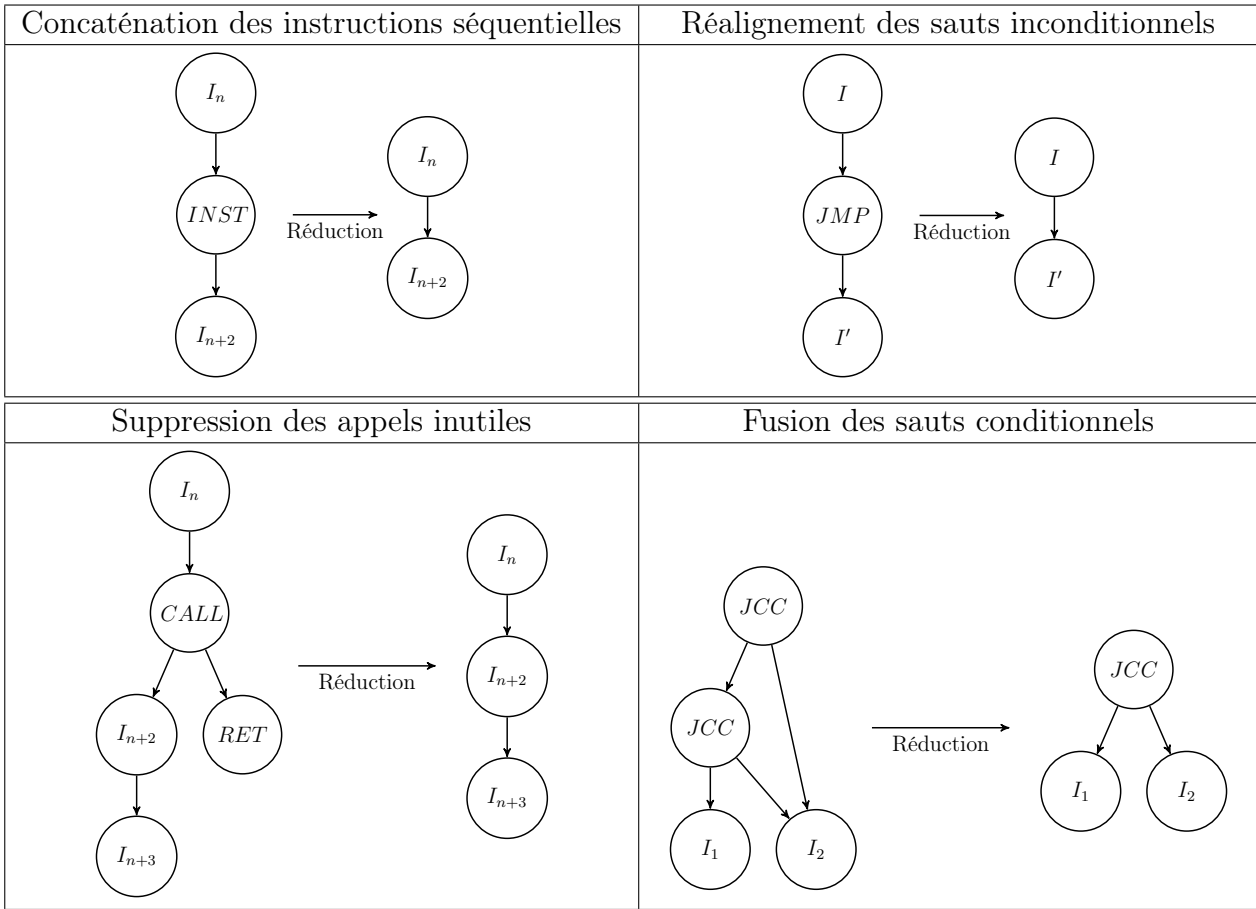 Concaténation des instructions séquentielles
I_n
INST
I_{n+2}
Réduction
I_n
I_{n+2}
Réalignement des sauts inconditionnels
I
JMP
I'
Réduction
I
I'
Suppression des appels inutiles
I_n
CALL
I_{n+2}
RET
I_{n+3}
Réduction
I_n
I_{n+2}
I_{n+3}
Fusion des sauts conditionnels
JCC
JCC
I_1
I_2
Réduction
JCC
I_1
I_2